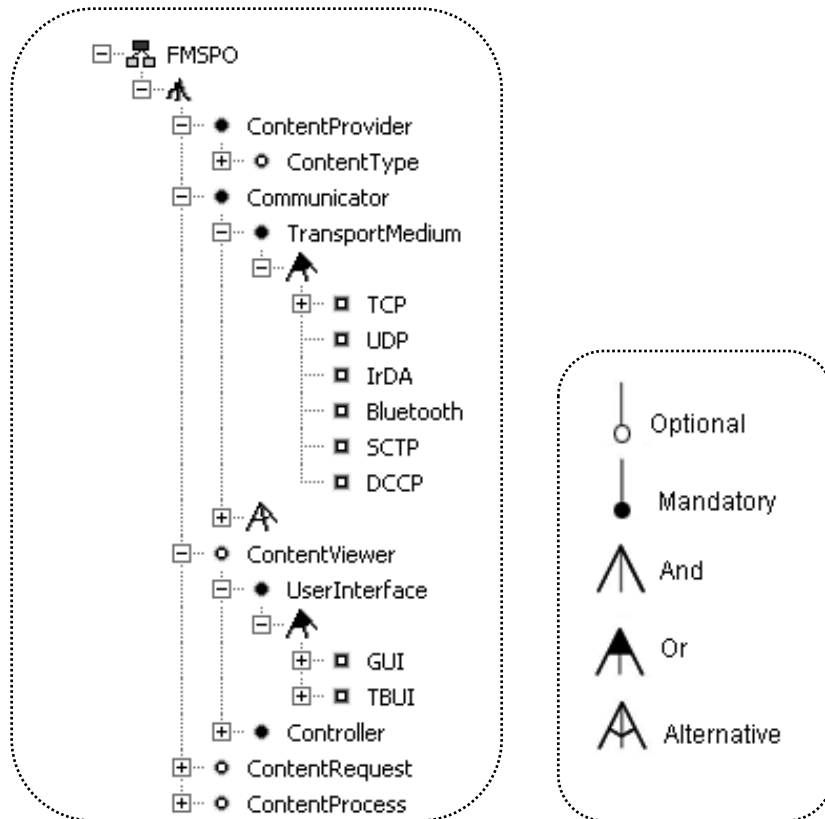 FMSPO
ContentProvider
ContentType
Communicator
TransportMedium
TCP
UDP
IrDA
Bluetooth
SCTP
DCCP
ContentViewer
UserInterface
GUI
TBUI
Controller
ContentRequest
ContentProcess
Optional
Mandatory
And
Or
Alternative